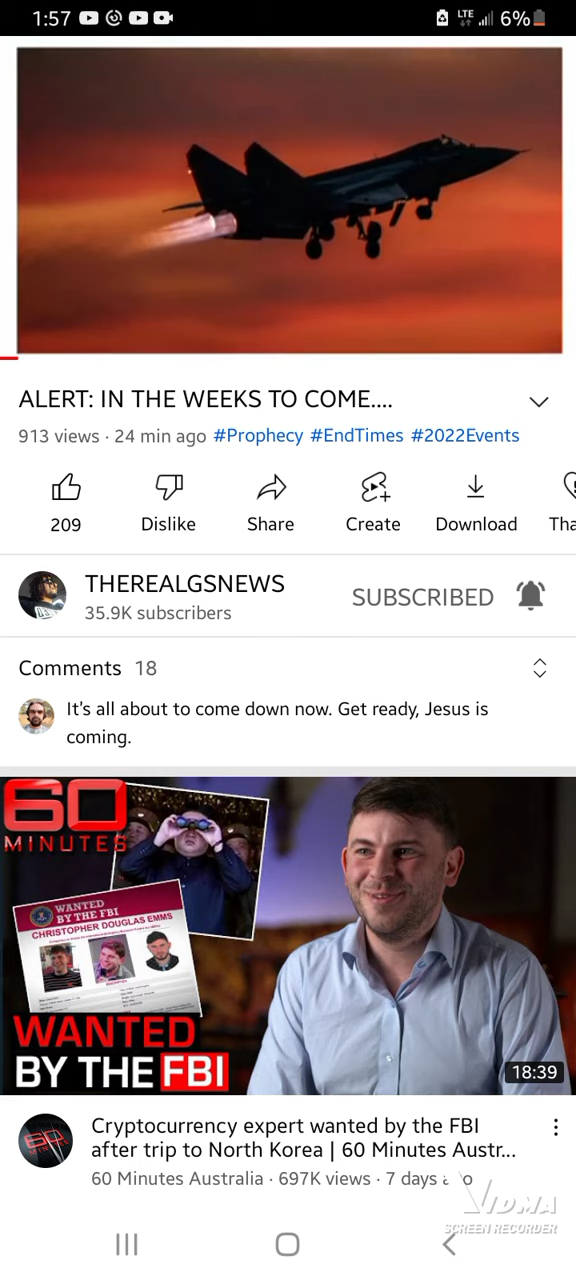 1:57
LTE
6%
ALERT: IN THE WEEKS TO COME....
913 views · 24 min ago #Prophecy #EndTimes #2022Events
209 Dislike Share Create Download Tha
THEREALGSNEWS
35.9K subscribers
SUBSCRIBED
Comments 18
It's all about to come down now. Get ready, Jesus is
coming.
60
MINUTES
WANTED
BY THE FBI
CHRISTOPHER DOUGLAS EMMS
WANTED
BY THE FBI
18:39
Cryptocurrency expert wanted by the FBI
after trip to North Korea | 60 Minutes Austr...
60 Minutes Australia · 697K views · 7 days
VIDMA
SCREEN RECORDER